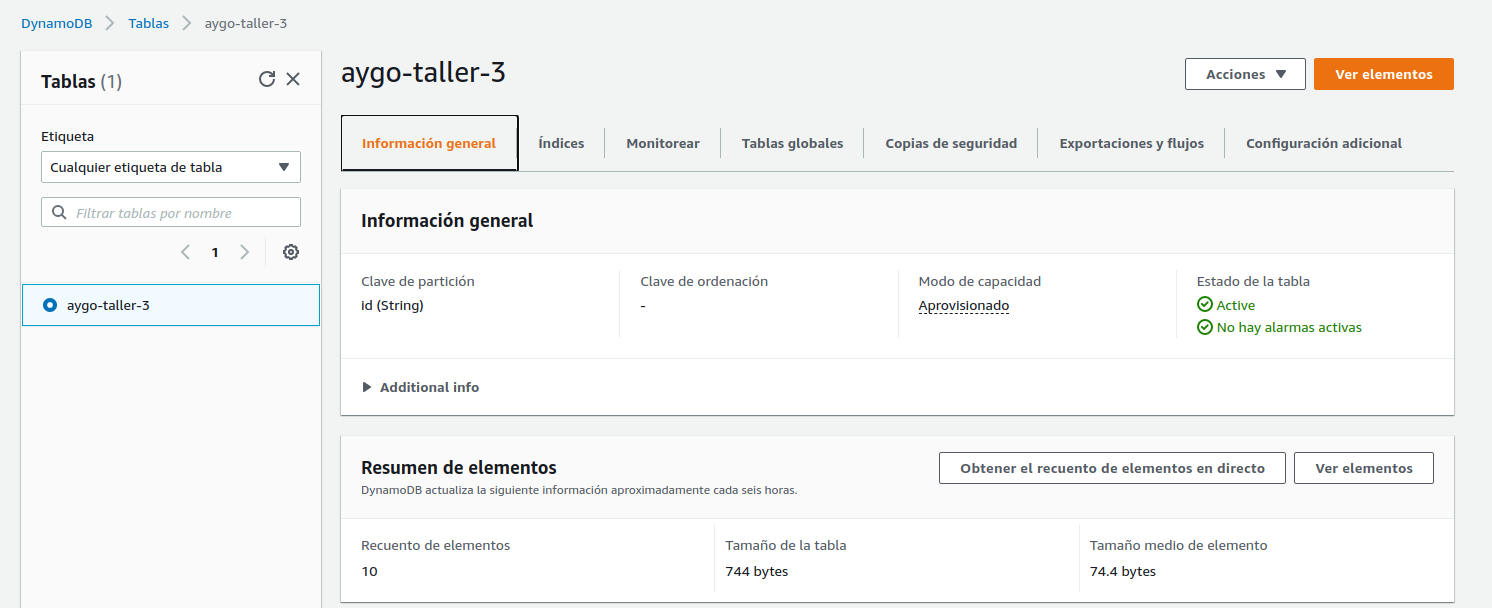 DynamoDB > Tablas > aygo-taller-3
Tablas (1)
Etiqueta
Cualquier etiqueta de tabla
Filtrar tablas por nombre
1
aygo-taller-3
aygo-taller-3
Acciones
Ver elementos
Información general
Índices
Monitorear
Tablas globales
Copias de seguridad
Exportaciones y flujos
Configuración adicional
Información general
Clave de partición
id (String)
Clave de ordenación
-
Modo de capacidad
Aprovisionado
Estado de la tabla
Active
No hay alarmas activas
Additional info
Resumen de elementos
DynamoDB actualiza la siguiente información aproximadamente cada seis horas.
Obtener el recuento de elementos en directo
Ver elementos
Recuento de elementos
10
Tamaño de la tabla
744 bytes
Tamaño medio de elemento
74.4 bytes